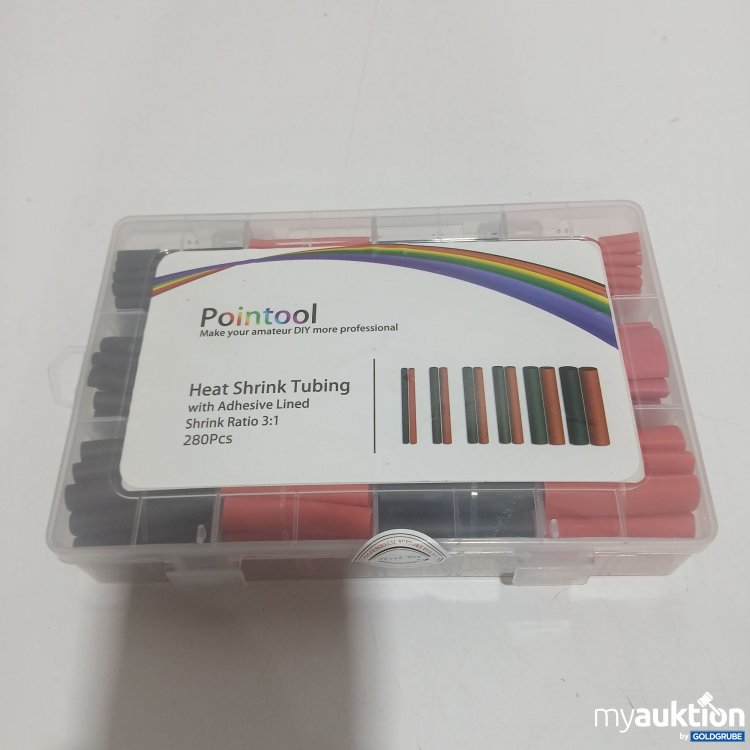 Pointool
Make your amateur DIY more professional
Heat Shrink Tubing
with Adhesive Lined
Shrink Ratio 3:1
280Pcs
myauktion
by GOLDGRUBE